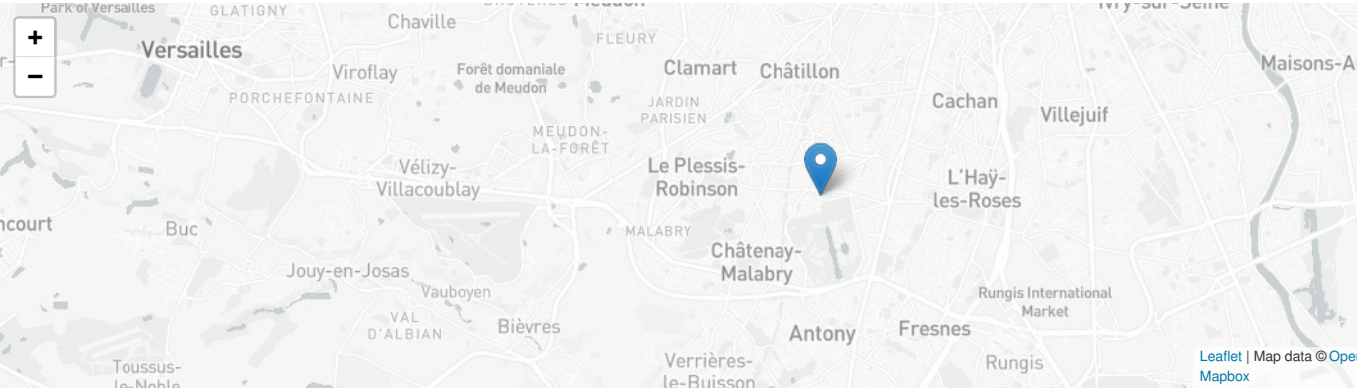 Park of Versailles
GLATIGNY
Chaville
Meudon
+
Versailles
FLEURY
Clamart
Châtillon
Maisons-A
−
Viroflay
Forêt domaniale
de Meudon
PORCHEFONTAINE
JARDIN
PARISIEN
Cachan
Villejuif
MEUDON-
LA-FORÊT
Vélizy-
Villacoublay
Le Plessis-
Robinson
L'Haÿ-
les-Roses
ncourt
Buc
MALABRY
Châtenay-
Malabry
Jouy-en-Josas
Vauboyen
Rungis International
Market
VAL
D'ALBIAN
Bièvres
Antony
Fresnes
Toussus-
le-Noble
Verrières-
le-Buisson
Rungis
Leaflet | Map data © Ope
Mapbox